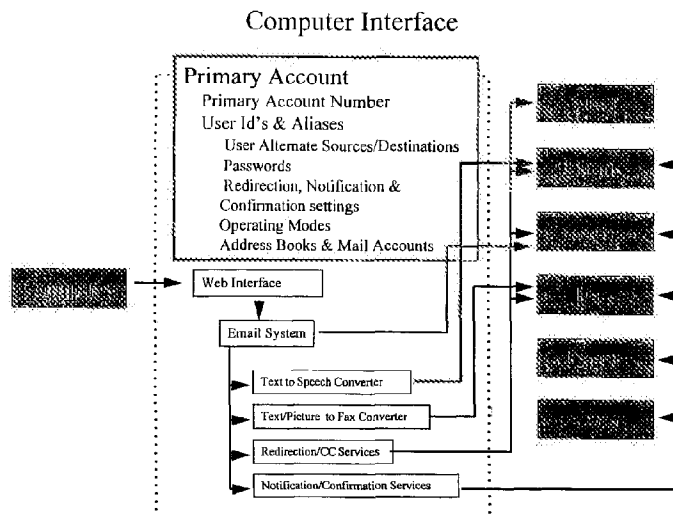 Computer Interface
Primary Account
Primary Account Number
User Id's & Aliases
User Alternate Sources/Destinations
Passwords
Redirection, Notification &
Confirmation settings
Operating Modes
Address Books & Mail Accounts
Web Interface
Email System
Text to Speech Converter
Text/Picture to Fax Converter
Redirection/CC Services
Notification/Confirmation Services